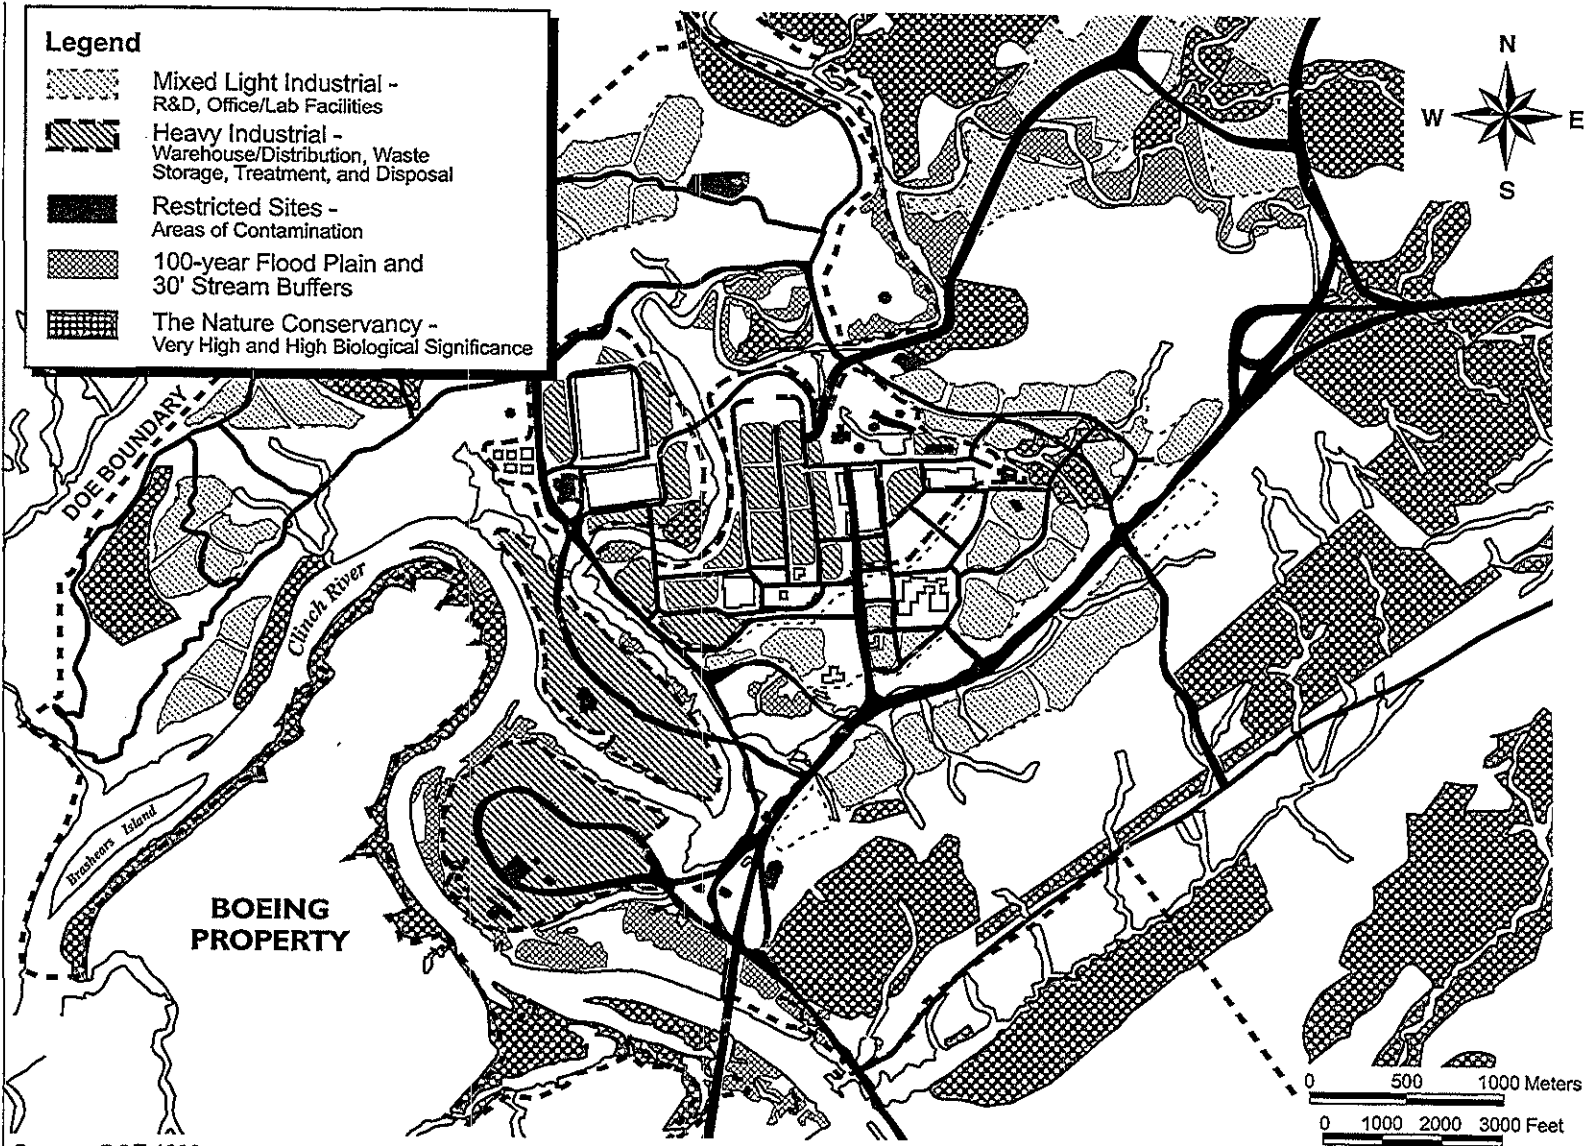 Legend
Mixed Light Industrial -
R&D, Office/Lab Facilities
Heavy Industrial -
Warehouse/Distribution, Waste
Storage, Treatment, and Disposal
Restricted Sites -
Areas of Contamination
100-year Flood Plain and
30' Stream Buffers
The Nature Conservancy -
Very High and High Biological Significance
N
W E
S
DOE BOUNDARY
Clinch River
Brashears Island
BOEING
PROPERTY
0 500 1000 Meters
0 1000 2000 3000 Feet